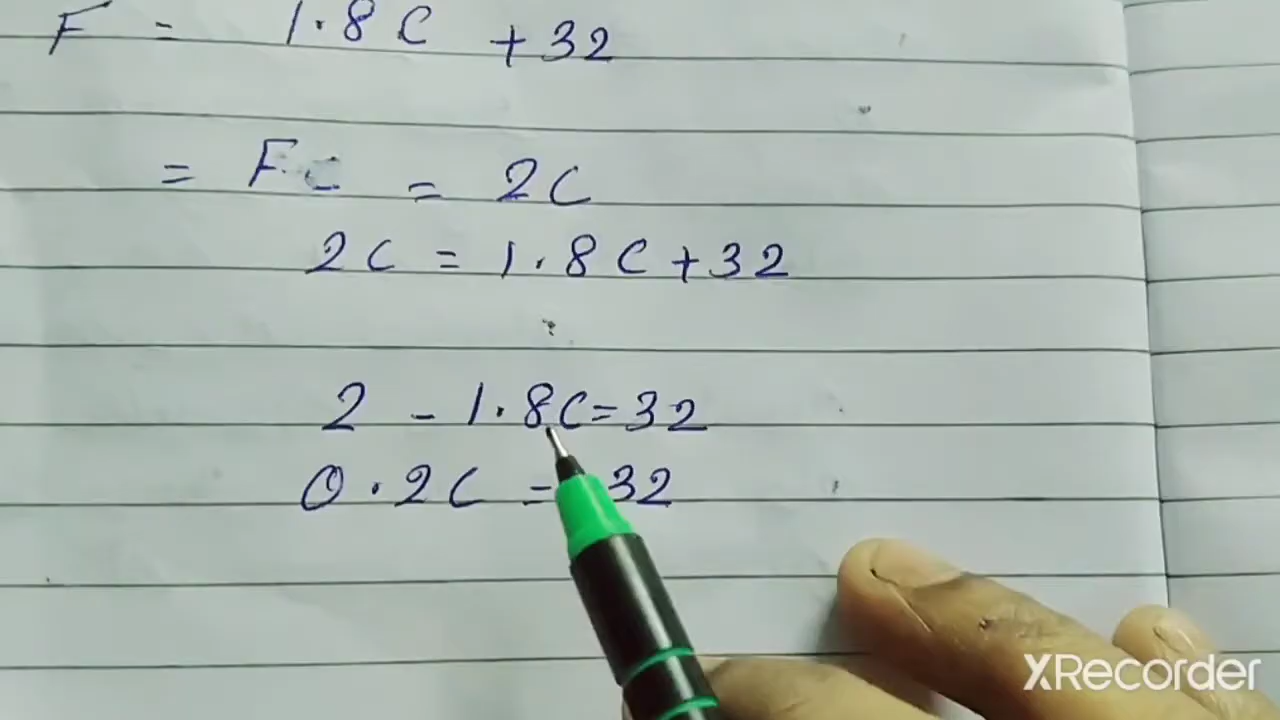 F = 1.8C + 32
= F = 2C
2C = 1.8C + 32
2 - 1.8C = 32
0.2C = 32
XRecorder